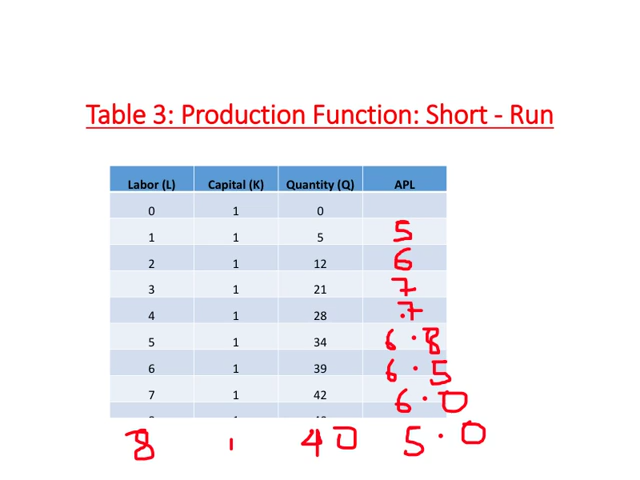 Table 3: Production Function: Short - Run
Labor (L) Capital (K) Quantity (Q) APL
0 1 0
1 1 5 5
2 1 12 6
3 1 21 7
4 1 28 .7
5 1 34 6.8
6 1 39 6.5
7 1 42 6.0
8 1 40 5.0